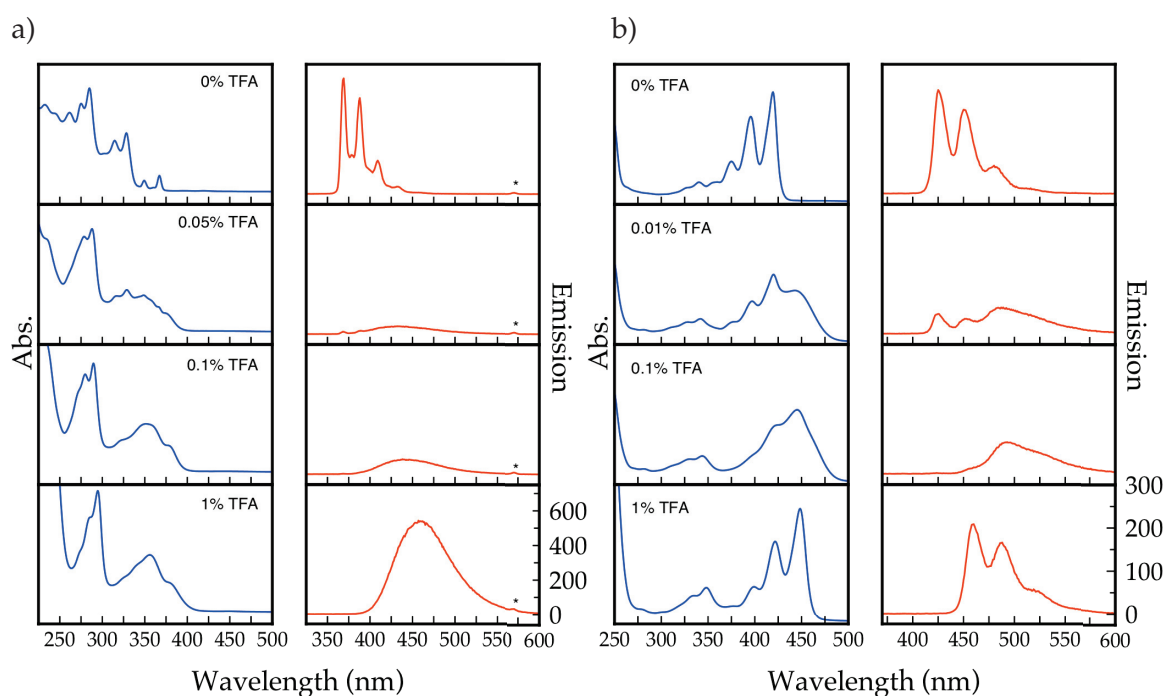 a)
b)
0% TFA
0.05% TFA
0.1% TFA
1% TFA
Abs.
Emission
*
*
*
*
600
400
200
0
250 300 350 400 450 500
350 400 450 500 550 600
Wavelength (nm)
0% TFA
0.01% TFA
0.1% TFA
1% TFA
Abs.
Emission
300
200
100
0
250 300 350 400 450 500
400 450 500 550 600
Wavelength (nm)